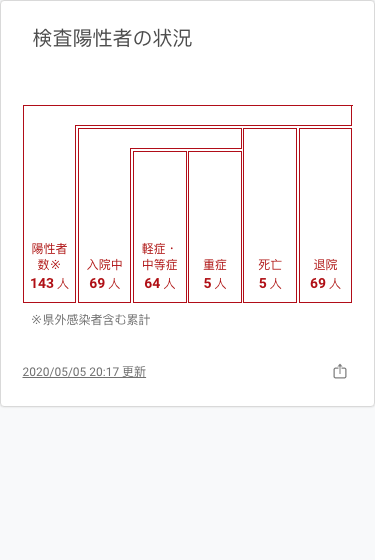 検査陽性者の状況
陽性者
数※
143 人
入院中
69 人
軽症・
中等症
64 人
重症
5 人
死亡
5 人
退院
69 人
※県外感染者含む累計
2020/05/05 20:17 更新